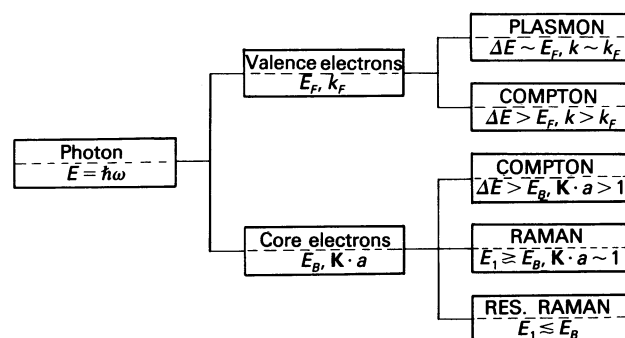 Photon
E = ħω
Valence electrons
E_F, k_F
Core electrons
E_B, K · a
PLASMON
ΔE ~ E_F, k ~ k_F
COMPTON
ΔE > E_F, k > k_F
COMPTON
ΔE > E_B, K · a > 1
RAMAN
E_1 ≳ E_B, K · a ~ 1
RES. RAMAN
E_1 ≲ E_B